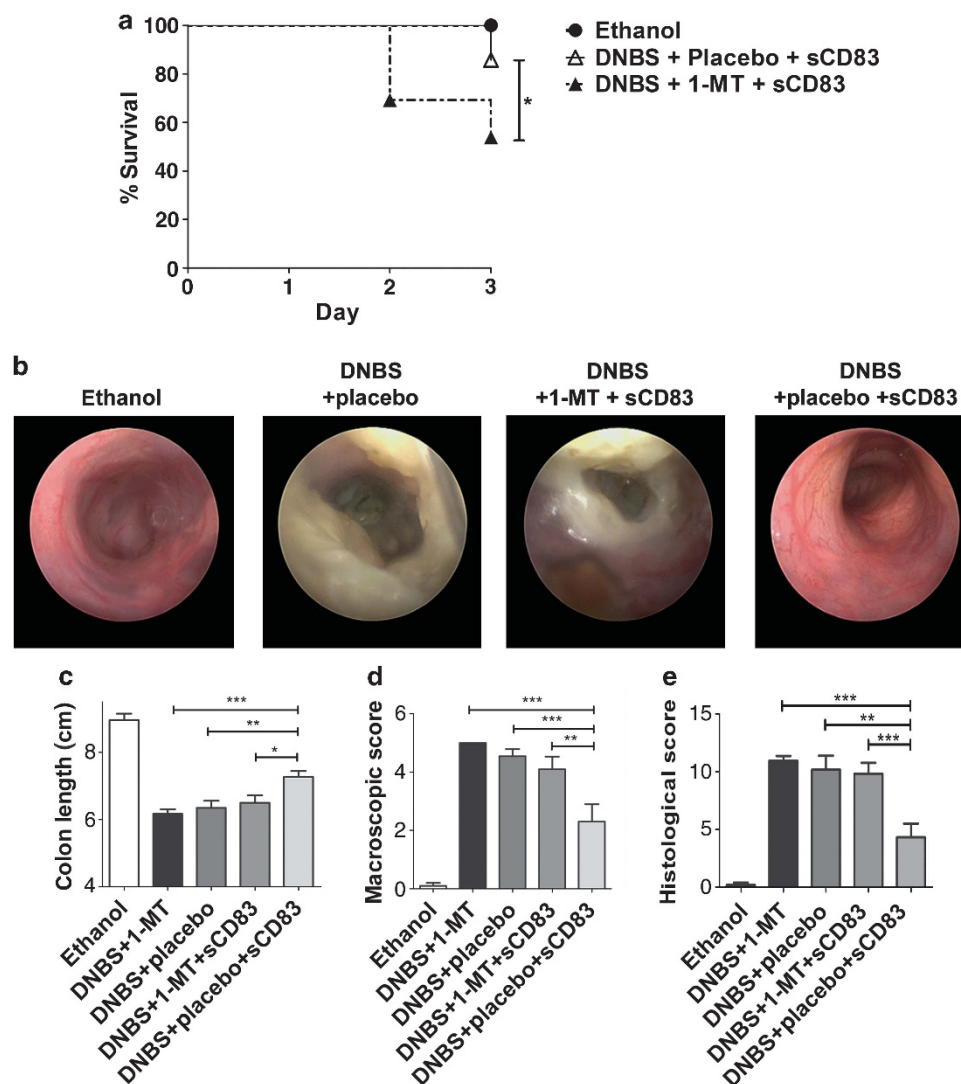 a
% Survival
100
80
60
40
20
0
0 1 2 3
Day
*
Ethanol
DNBS + Placebo + sCD83
DNBS + 1-MT + sCD83
b
Ethanol
DNBS
+placebo
DNBS
+1-MT + sCD83
DNBS
+placebo +sCD83
c
Colon length (cm)
8
6
4
***
**
*
Ethanol
DNBS+1-MT
DNBS+placebo
DNBS+1-MT+sCD83
DNBS+placebo+sCD83
d
Macroscopic score
6
4
2
0
***
***
**
Ethanol
DNBS+1-MT
DNBS+placebo
DNBS+1-MT+sCD83
DNBS+placebo+sCD83
e
Histological score
15
10
5
0
***
**
***
Ethanol
DNBS+1-MT
DNBS+placebo
DNBS+1-MT+sCD83
DNBS+placebo+sCD83